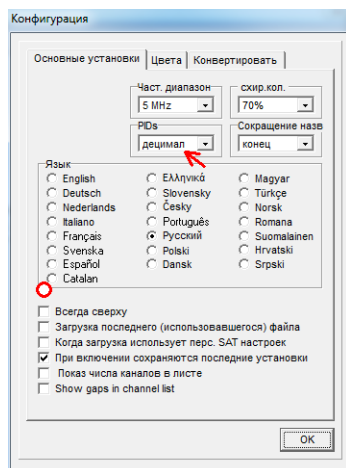 Конфигурация
Основные установки Цвета Конвертировать
Част. диапазон схир.кол.
5 MHz 70%
PIDs Сокращение назв
децимал конец
Язык
English Ελληνικά Magyar
Deutsch Slovensky Türkçe
Nederlands Česky Norsk
Italiano Português Romana
Français Русский Suomalainen
Svenska Polski Hrvatski
Español Dansk Srpski
Catalan
Всегда сверху
Загрузка последнего (использовавшегося) файла
Когда загрузка использует перс. SAT настроек
При включении сохраняются последние установки
Показ числа каналов в листе
Show gaps in channel list
OK